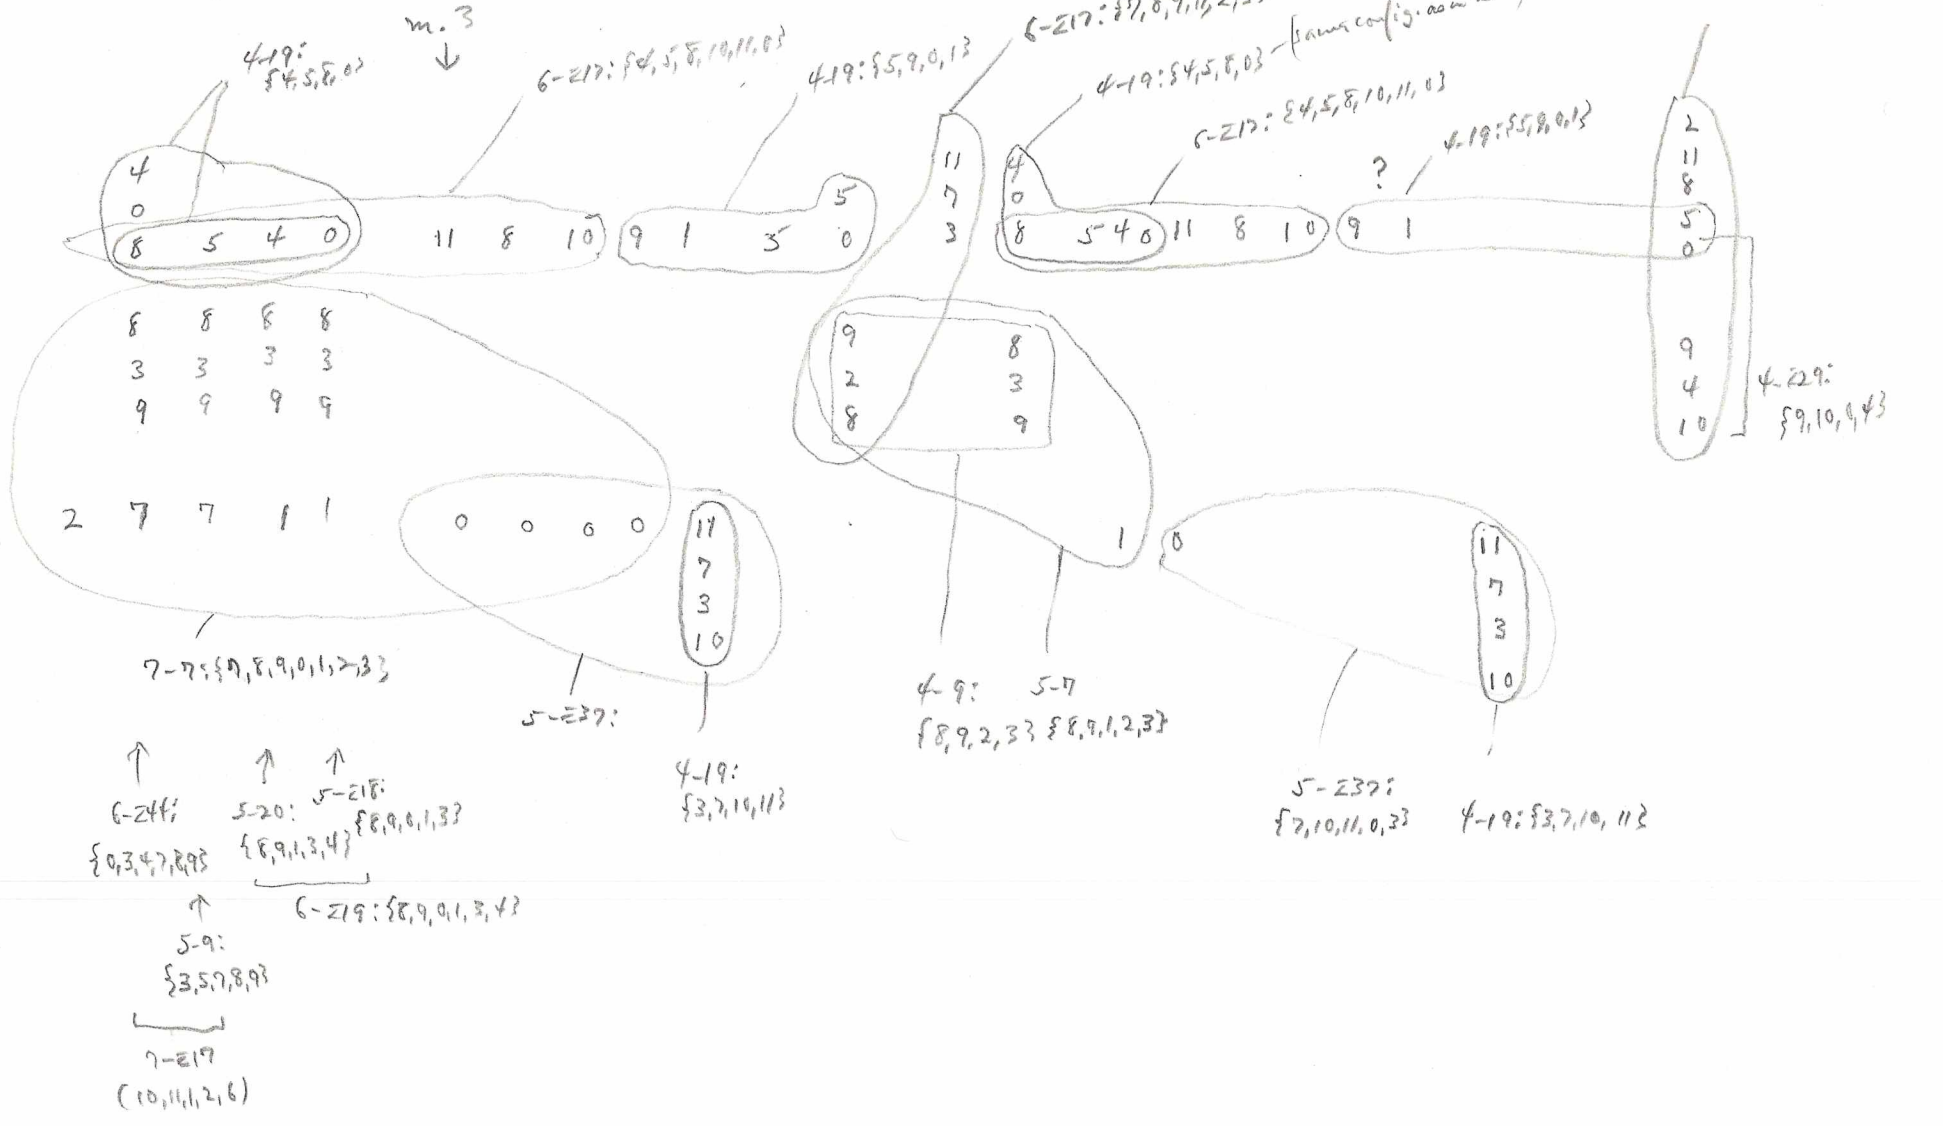 m. 3
4-19:
{4,5,8,0}
6-Z17: {4,5,8,10,11,0}
4-19: {5,9,0,1}
4-19: {4,5,8,0}
6-Z17: {4,5,8,10,11,0}
4-19: {5,9,0,1}
?
4
0
8 5 4 0 11 8 10 9 1 5 0
5
11
7
3
4
0
8 5 4 0 11 8 10 9 1
2
11
8
5
0
9
4
10
4-Z29:
8 8 8 8
3 3 3 3
9 9 9 9
9 8
2 3
8 9
2 7 7 1 1 0 0 0 0 11
7
3
10
1 0 11
7
3
10
7-7: {7,8,9,0,1,2,3}
5-Z37:
4-19:
{3,7,10,11}
4-9: 5-7
{8,9,2,3} {8,9,1,2,3}
5-Z37:
{7,10,11,0,3}
4-19: {3,7,10,11}
6-Z44:
{0,3,4,7,8,9}
5-20:
{8,9,1,3,4}
5-Z18:
{8,9,0,1,3}
6-Z19: {8,9,0,1,3,4}
5-9:
{3,5,7,8,9}
7-Z17
(10,11,1,2,6)